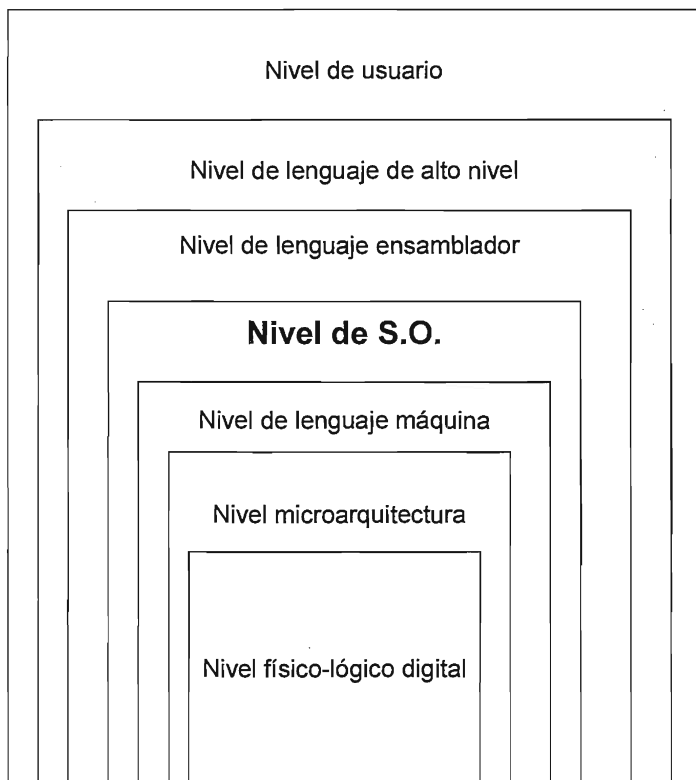 Nivel de usuario
Nivel de lenguaje de alto nivel
Nivel de lenguaje ensamblador
Nivel de S.O.
Nivel de lenguaje máquina
Nivel microarquitectura
Nivel físico-lógico digital